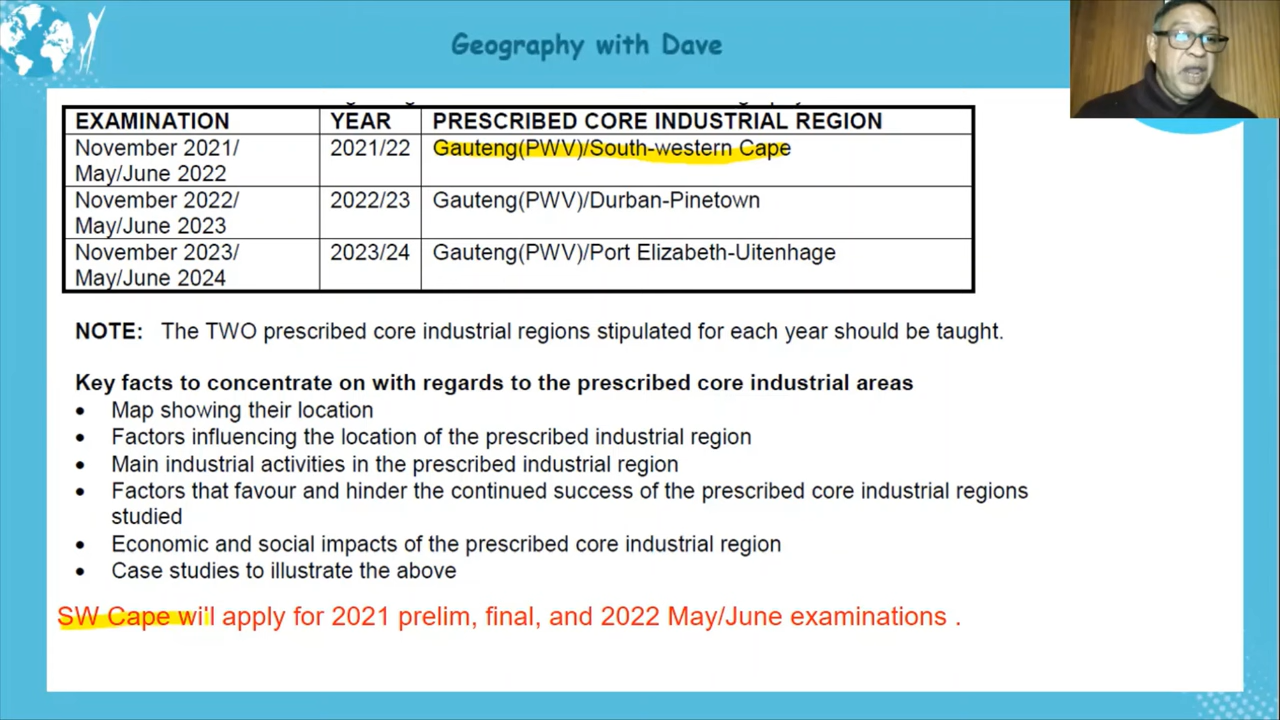 Geography with Dave
EXAMINATION YEAR PRESCRIBED CORE INDUSTRIAL REGION
November 2021/ 2021/22 Gauteng(PWV)/South-western Cape
May/June 2022
November 2022/ 2022/23 Gauteng(PWV)/Durban-Pinetown
May/June 2023
November 2023/ 2023/24 Gauteng(PWV)/Port Elizabeth-Uitenhage
May/June 2024
NOTE: The TWO prescribed core industrial regions stipulated for each year should be taught.
Key facts to concentrate on with regards to the prescribed core industrial areas
• Map showing their location
• Factors influencing the location of the prescribed industrial region
• Main industrial activities in the prescribed industrial region
• Factors that favour and hinder the continued success of the prescribed core industrial regions
studied
• Economic and social impacts of the prescribed core industrial region
• Case studies to illustrate the above
SW Cape will apply for 2021 prelim, final, and 2022 May/June examinations .